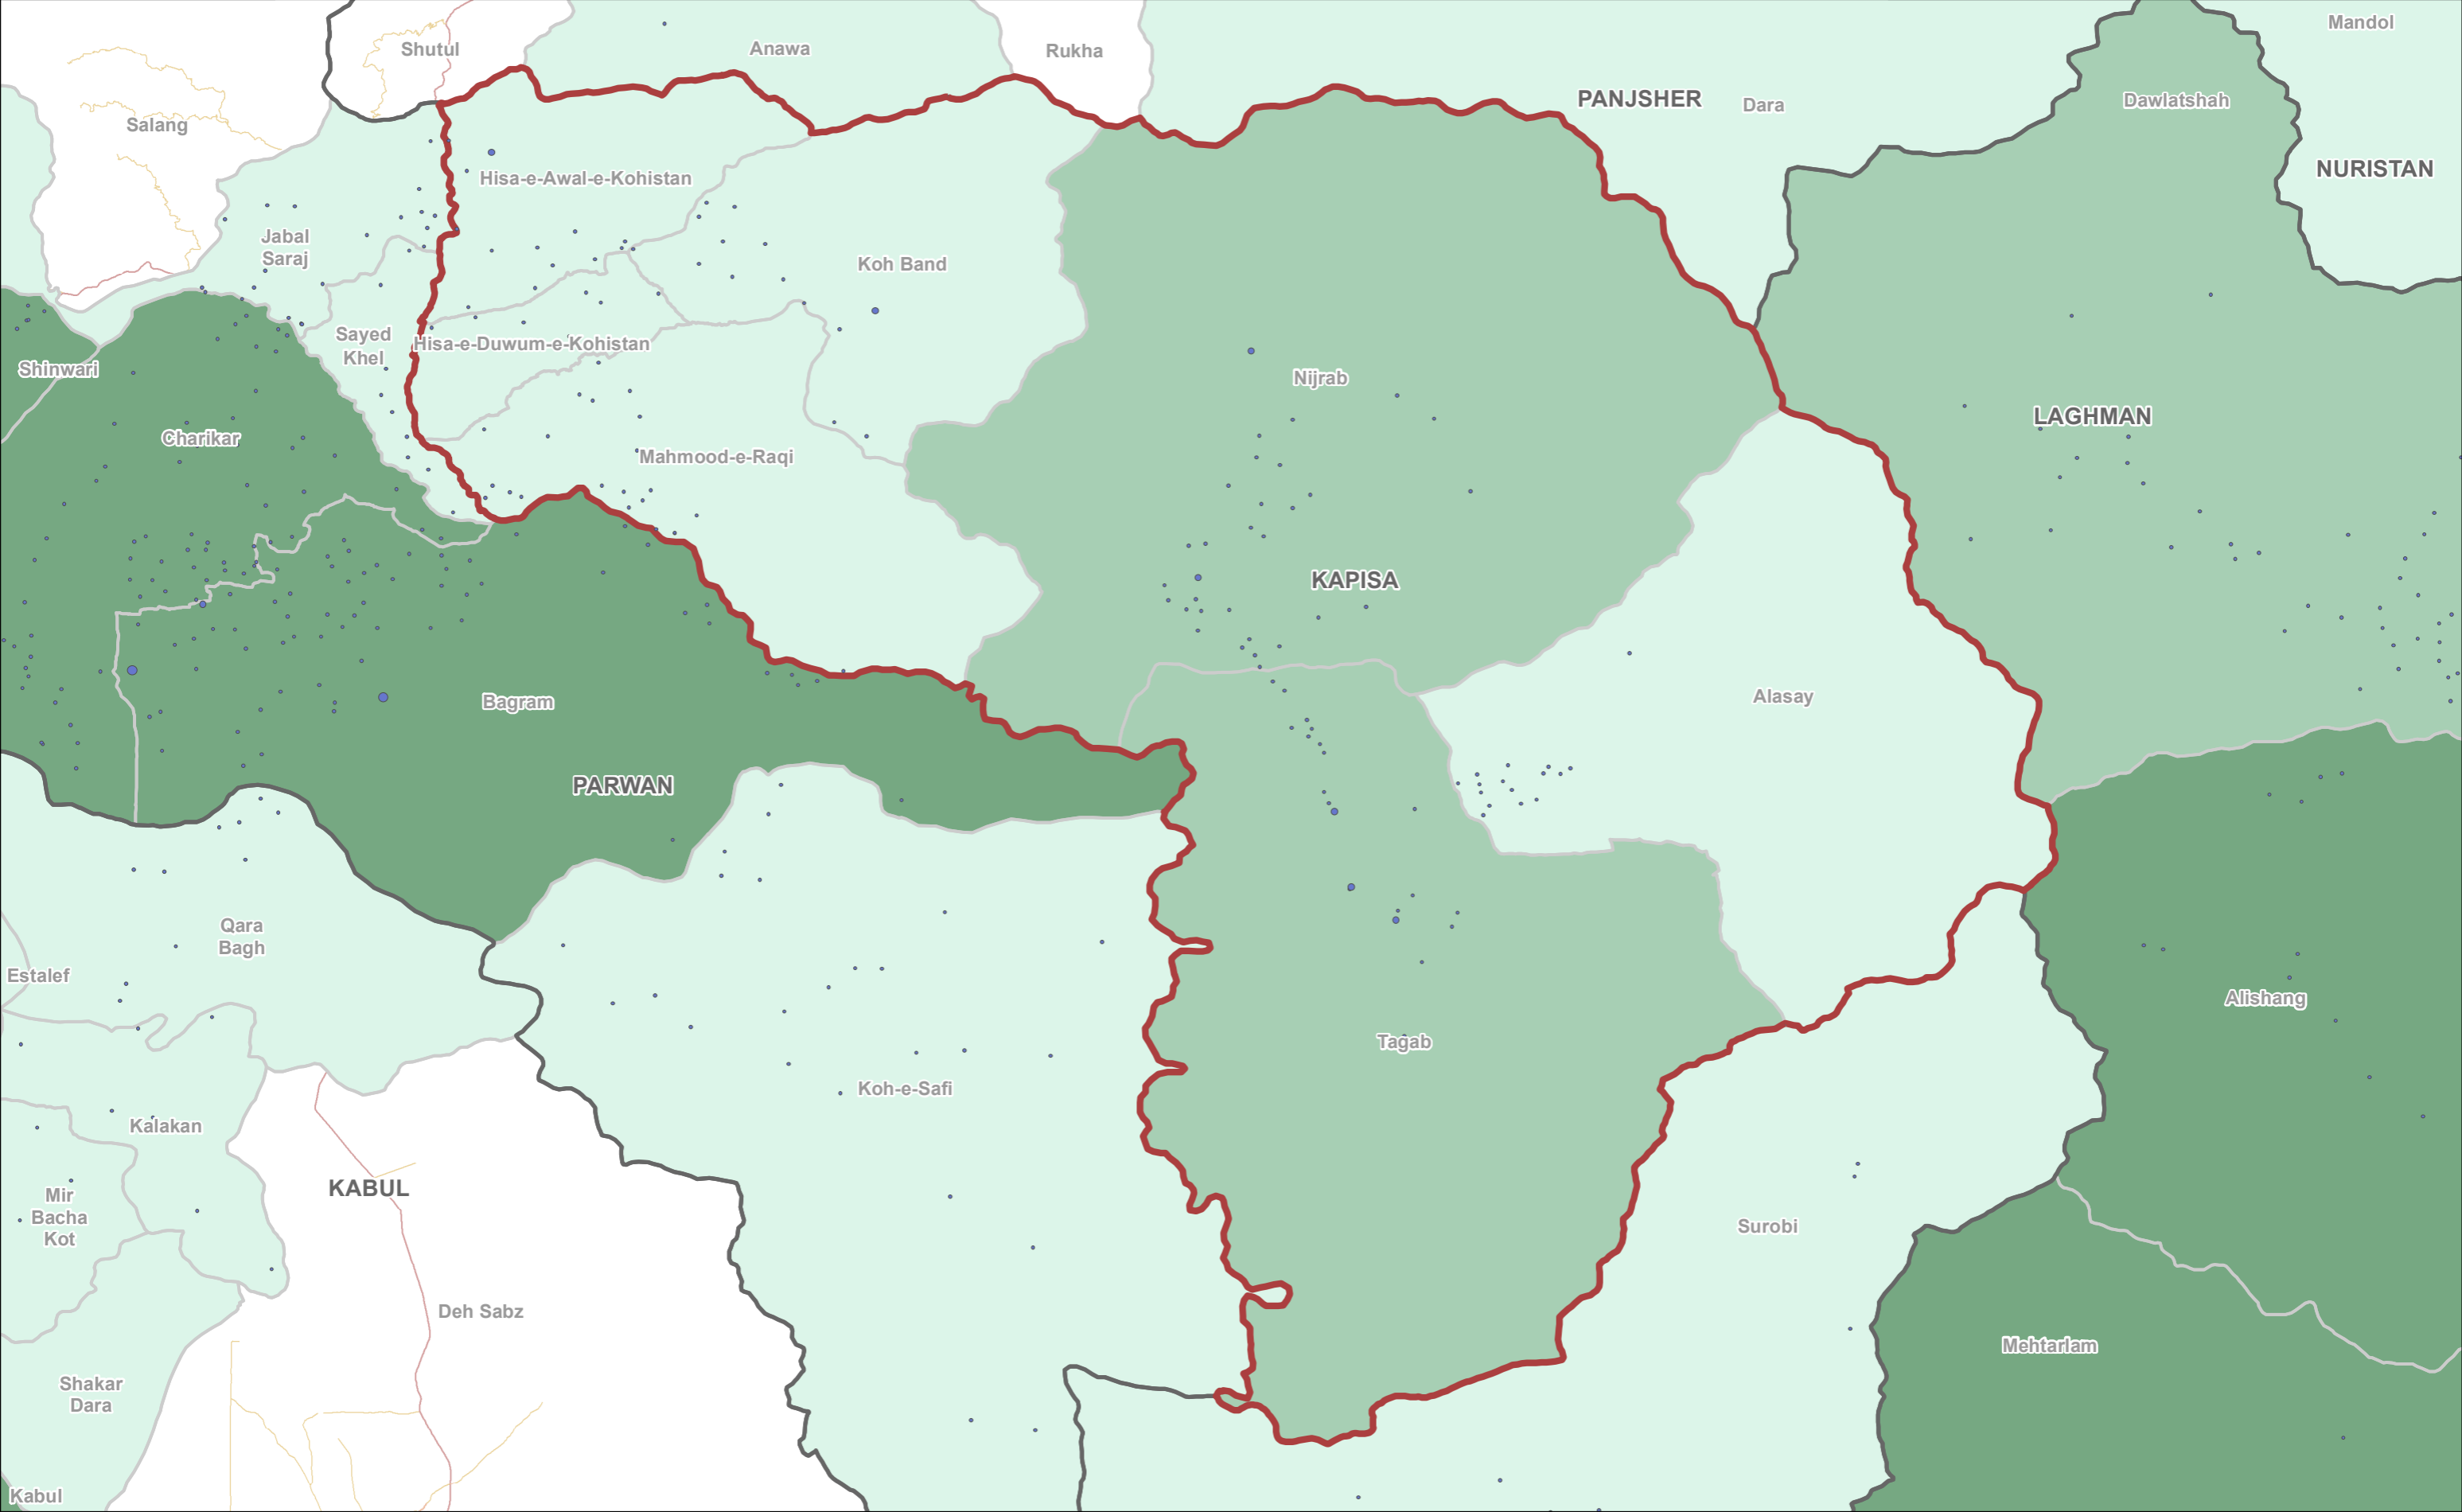 Mandol
Shutul
Anawa
Rukha
PANJSHER
Dara
Dawlatshah
Salang
NURISTAN
Hisa-e-Awal-e-Kohistan
Jabal
Saraj
Koh Band
Sayed
Khel
Hisa-e-Duwum-e-Kohistan
Shinwari
Nijrab
LAGHMAN
Charikar
Mahmood-e-Raqi
KAPISA
Alasay
Bagram
PARWAN
Qara
Bagh
Estalef
Alishang
Tagab
Koh-e-Safi
Kalakan
KABUL
Mir
Bacha
Kot
Surobi
Deh Sabz
Mehtarlam
Shakar
Dara
Kabul